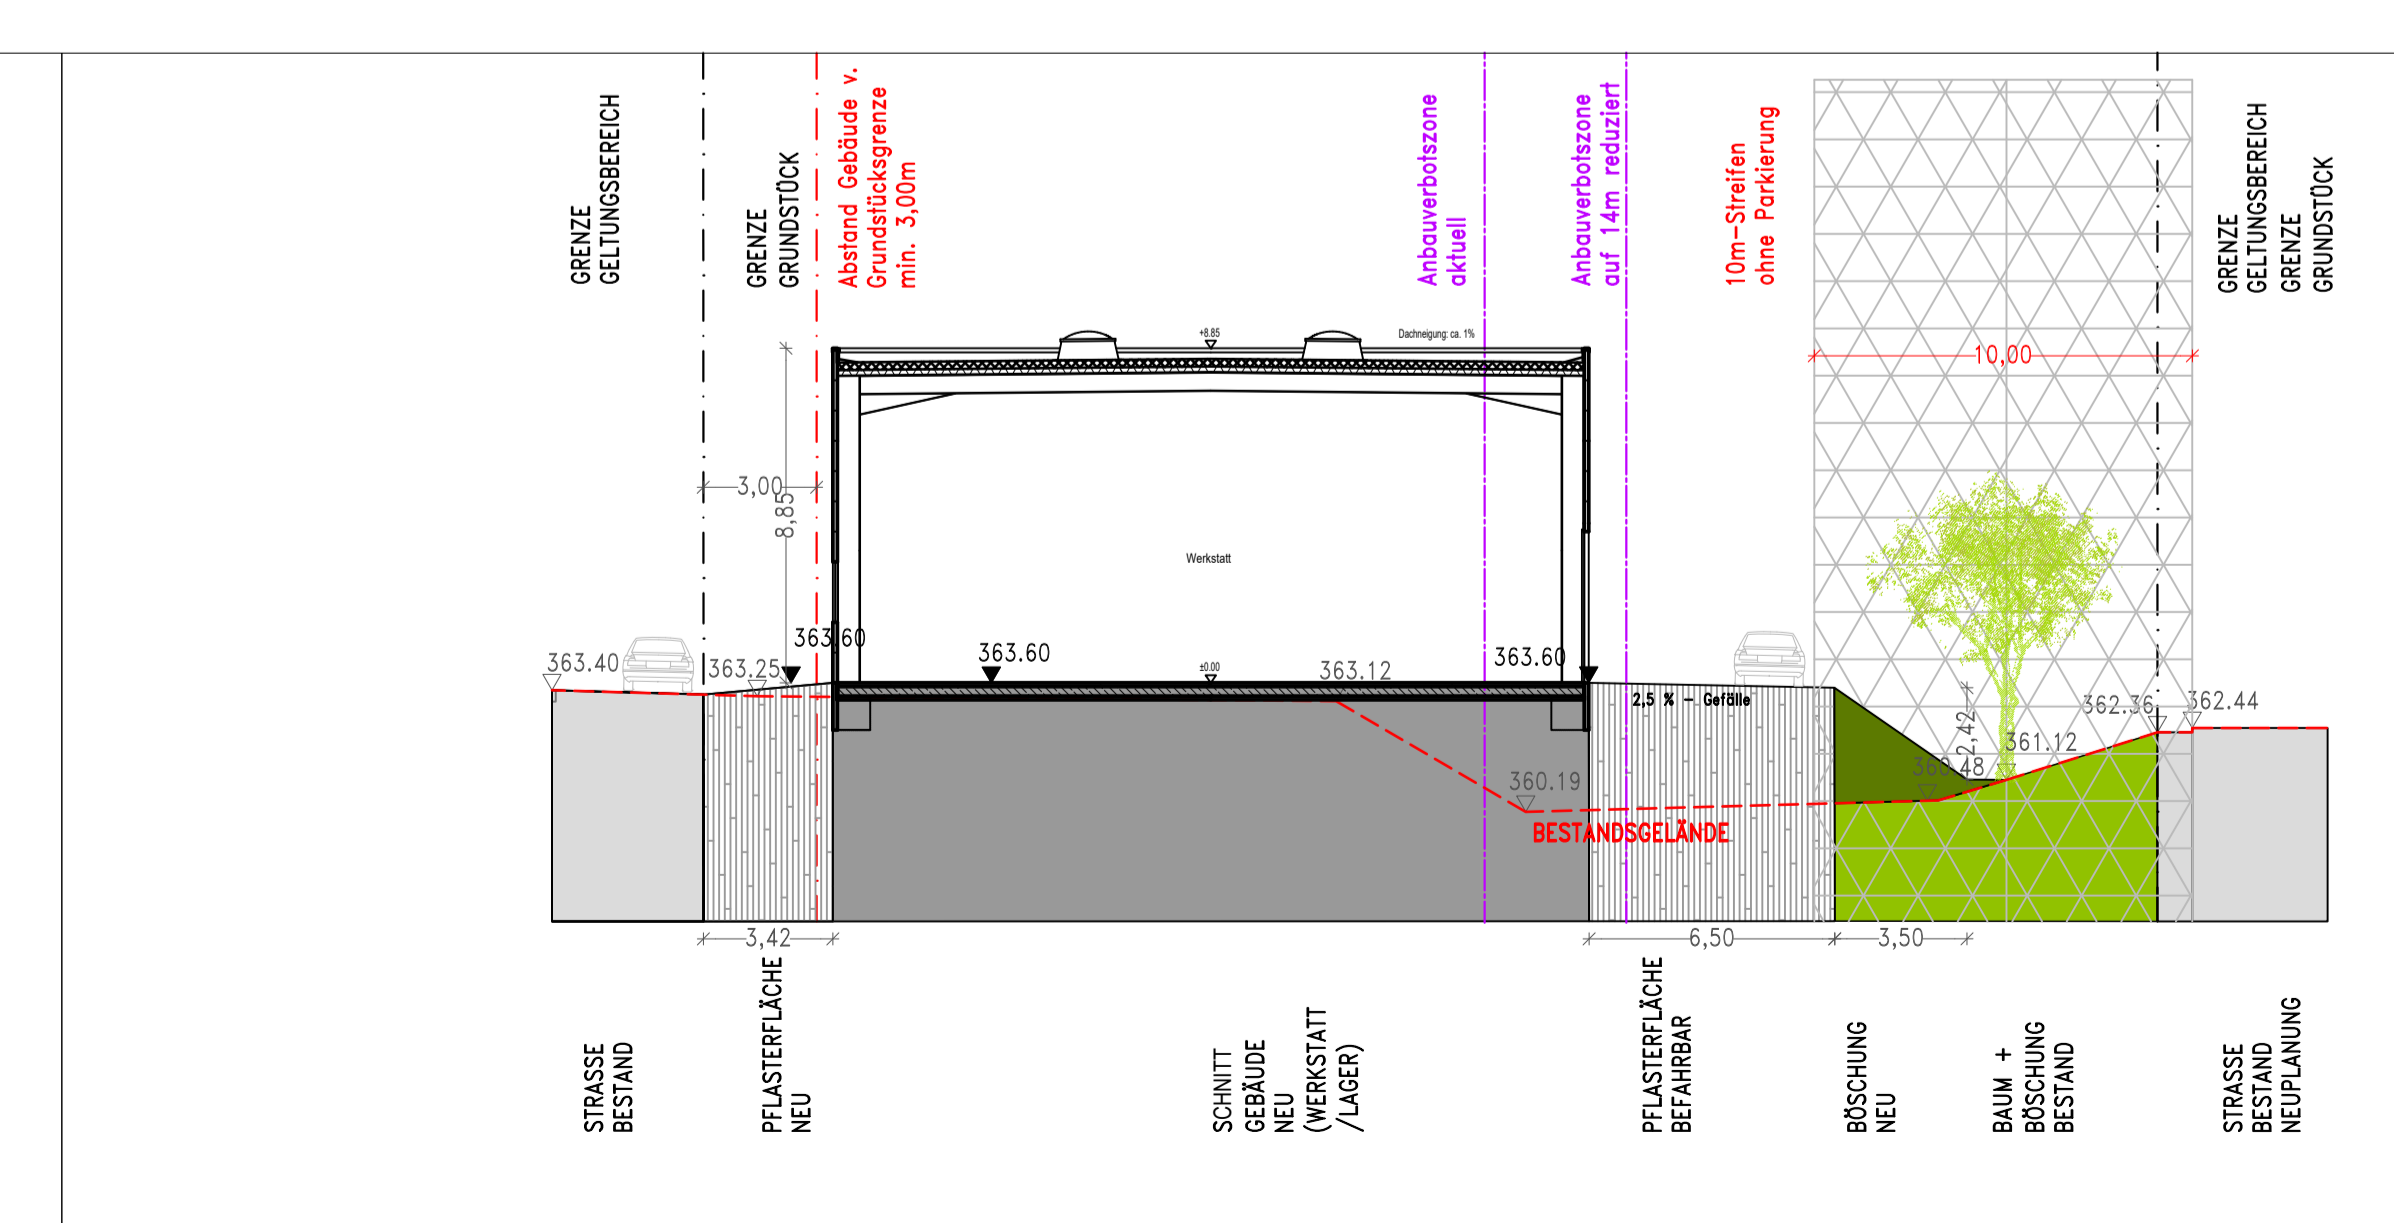 GRENZE
GELTUNGSBEREICH
GRENZE
GRUNDSTÜCK
Abstand Gebäude v.
Grundstücksgrenze
min. 3,00m
Anbauverbotszone
aktuell
Anbauverbotszone
auf 14m reduziert
10m-Streifen
ohne Parkierung
GRENZE
GELTUNGSBEREICH
GRENZE
GRUNDSTÜCK
+8.85
Dachneigung: ca. 1%
10,00
3,00
8,85
Werkstatt
363.40
363.25
363.60
363.60
±0.00
363.12
363.60
2,5 % - Gefälle
2,42
362.36
362.44
361.12
360.48
360.19
BESTANDSGELÄNDE
3,42
6,50
3,50
STRASSE
BESTAND
PFLASTERFLÄCHE
NEU
SCHNITT
GEBÄUDE
NEU
(WERKSTATT
/LAGER)
PFLASTERFLÄCHE
BEFAHRBAR
BÖSCHUNG
NEU
BAUM +
BÖSCHUNG
BESTAND
STRASSE
BESTAND
NEUPLANUNG